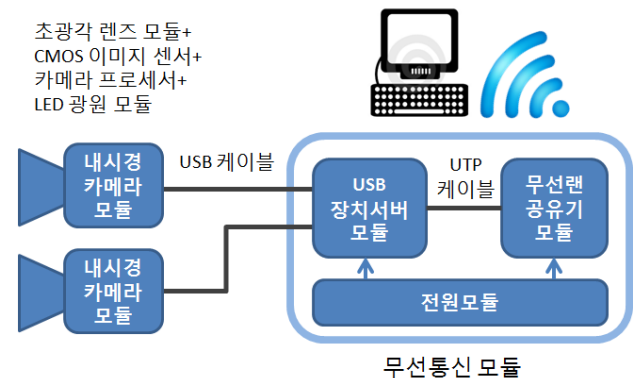 초광각 렌즈 모듈+
CMOS 이미지 센서+
카메라 프로세서+
LED 광원 모듈
내시경
카메라
모듈
USB 케이블
USB
장치서버
모듈
UTP
케이블
무선랜
공유기
모듈
내시경
카메라
모듈
전원모듈
무선통신 모듈